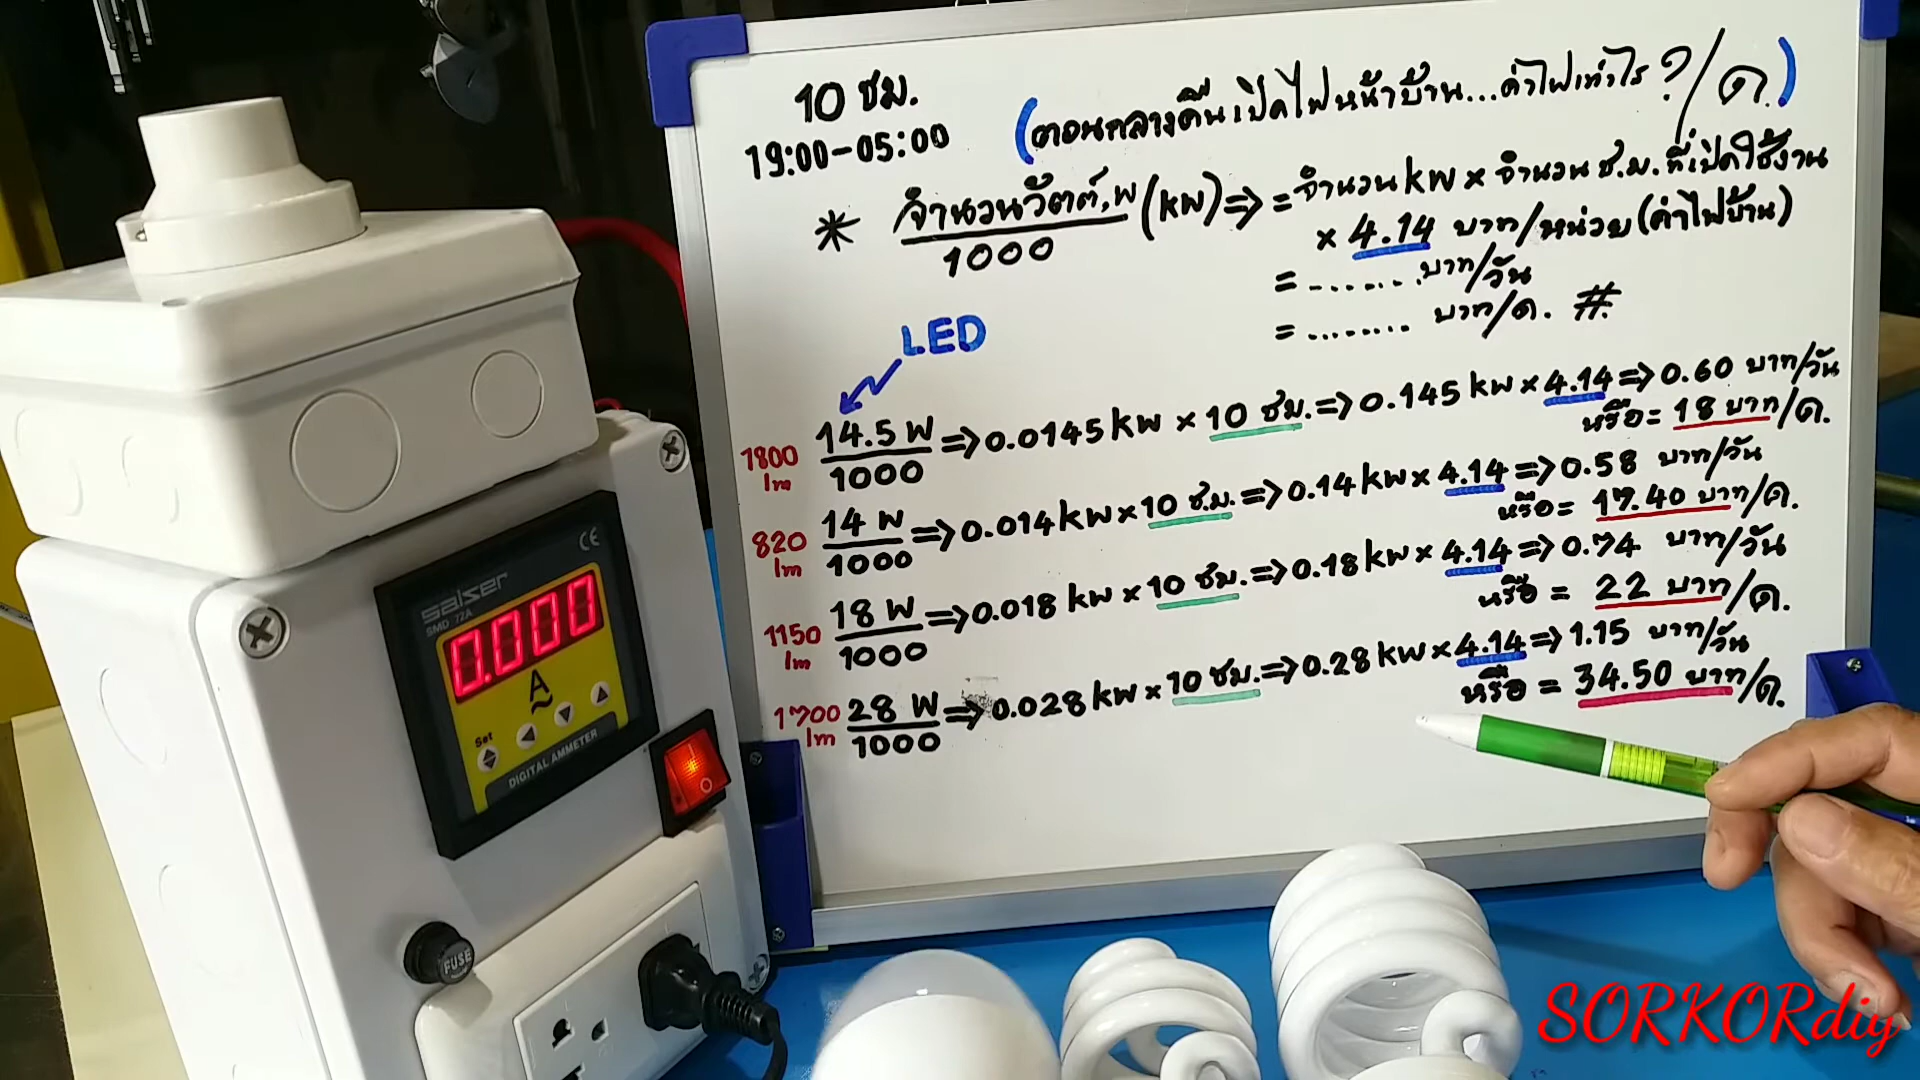 10 ชม.
19:00-05:00
(ตอนกลางคืนเปิดไฟหน้าบ้าน...ค่าไฟเท่าไร ?/ด.)
* จำนวนวัตต์,W (kW) => = จำนวน kW x จำนวน ช.ม. ที่เปิดใช้งาน
1000
x 4.14 บาท/หน่วย (ค่าไฟบ้าน)
= ........บาท/วัน
= ........ บาท/ด. #
LED
1800 lm 14.5 W => 0.0145 kW x 10 ชม. => 0.145 kW x 4.14 => 0.60 บาท/วัน
1000
หรือ = 18 บาท/ด.
820 lm 14 W => 0.014 kW x 10 ช.ม. => 0.14 kW x 4.14 => 0.58 บาท/วัน
1000
หรือ = 17.40 บาท/ด.
1150 lm 18 W => 0.018 kW x 10 ชม. => 0.18 kW x 4.14 => 0.74 บาท/วัน
1000
หรือ = 22 บาท/ด.
1700 lm 28 W => 0.028 kW x 10 ชม. => 0.28 kW x 4.14 => 1.15 บาท/วัน
1000
หรือ = 34.50 บาท/ด.
CE
salzer
SMD 72A
0.000
A
Set
DIGITAL AMMETER
FUSE
SORKORdiy